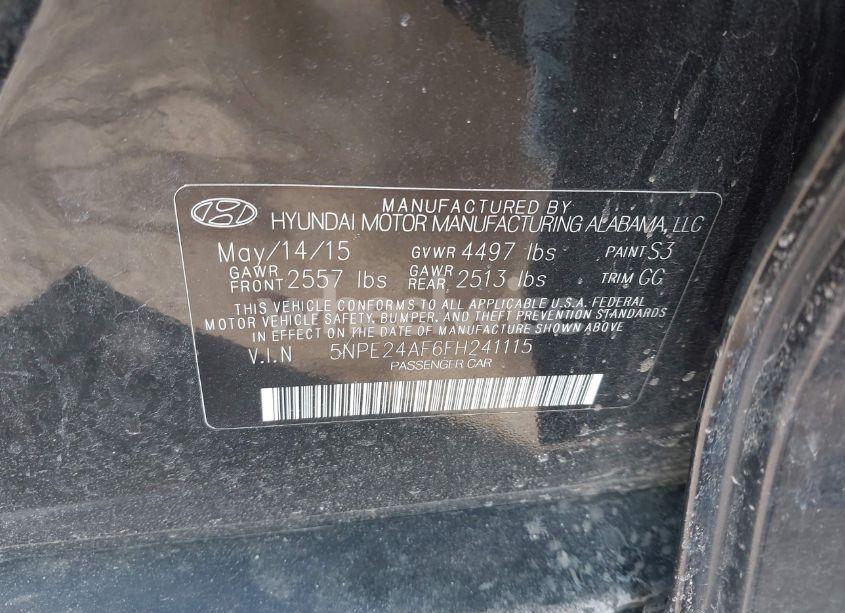 MANUFACTURED BY
HYUNDAI MOTOR MANUFACTURING ALABAMA, LLC
May/14/15 GVWR 4497 lbs PAINT S3
GAWR FRONT 2557 lbs GAWR REAR 2513 lbs TRIM GG
THIS VEHICLE CONFORMS TO ALL APPLICABLE U.S.A. FEDERAL
MOTOR VEHICLE SAFETY, BUMPER, AND THEFT PREVENTION STANDARDS
IN EFFECT ON THE DATE OF MANUFACTURE SHOWN ABOVE
V.I.N 5NPE24AF6FH241115
PASSENGER CAR